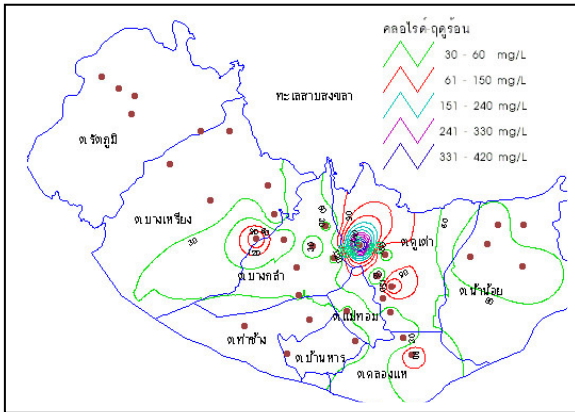 คลอไรด์-ฤดูร้อน
30 - 60 mg/L
61 - 150 mg/L
151 - 240 mg/L
241 - 330 mg/L
331 - 420 mg/L
ทะเลสาบสงขลา
ต.รัตภูมิ
ต.บางเหรียง
ต.คูเต่า
ต.บางกล่ำ
ต.น้ำน้อย
ต.แม่ทอม
ต.ท่าช้าง
ต.บ้านหาร
ต.คลองแห
30
90
60
30
120
90